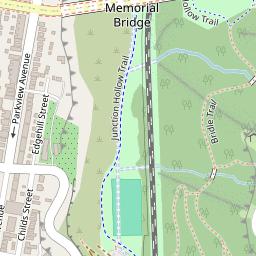 Memorial
Bridge
Hollow Trail
Junction Hollow Trail
Bridle Trail
Parkview Avenue
Edgehill Street
Childs Street